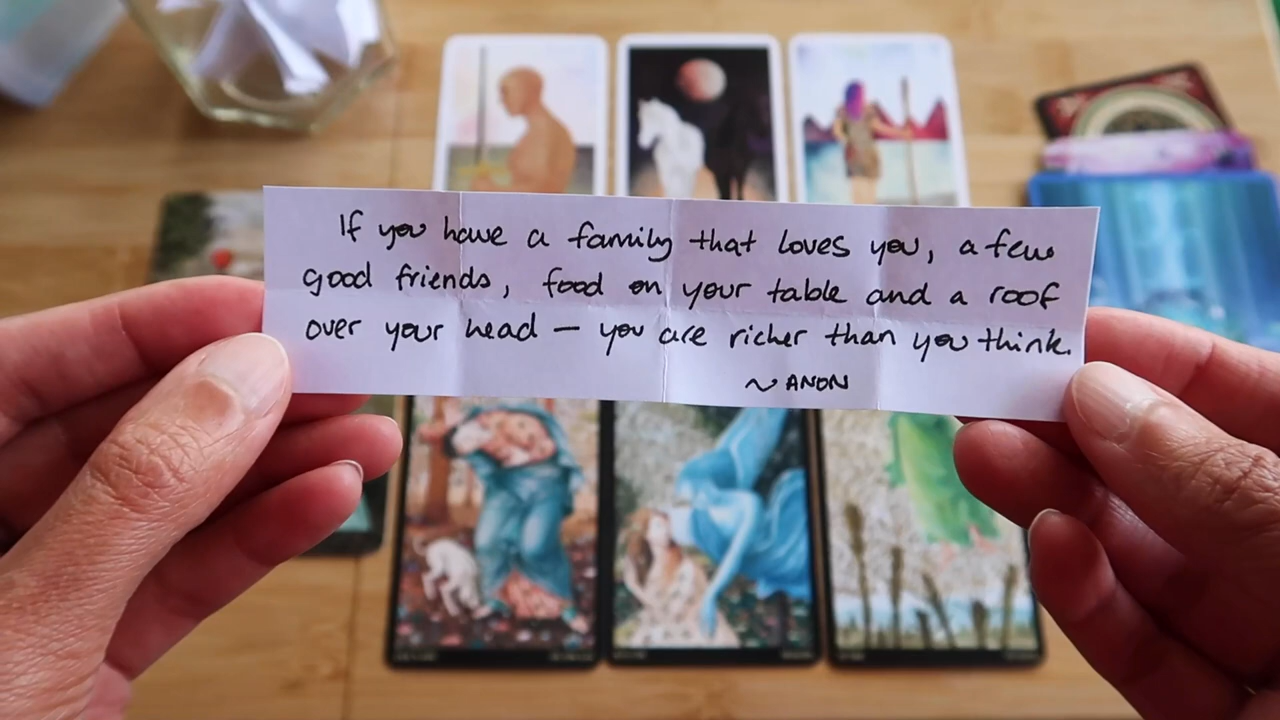 If you have a family that loves you, a few
good friends, food on your table and a roof
over your head — you are richer than you think.
~ ANON